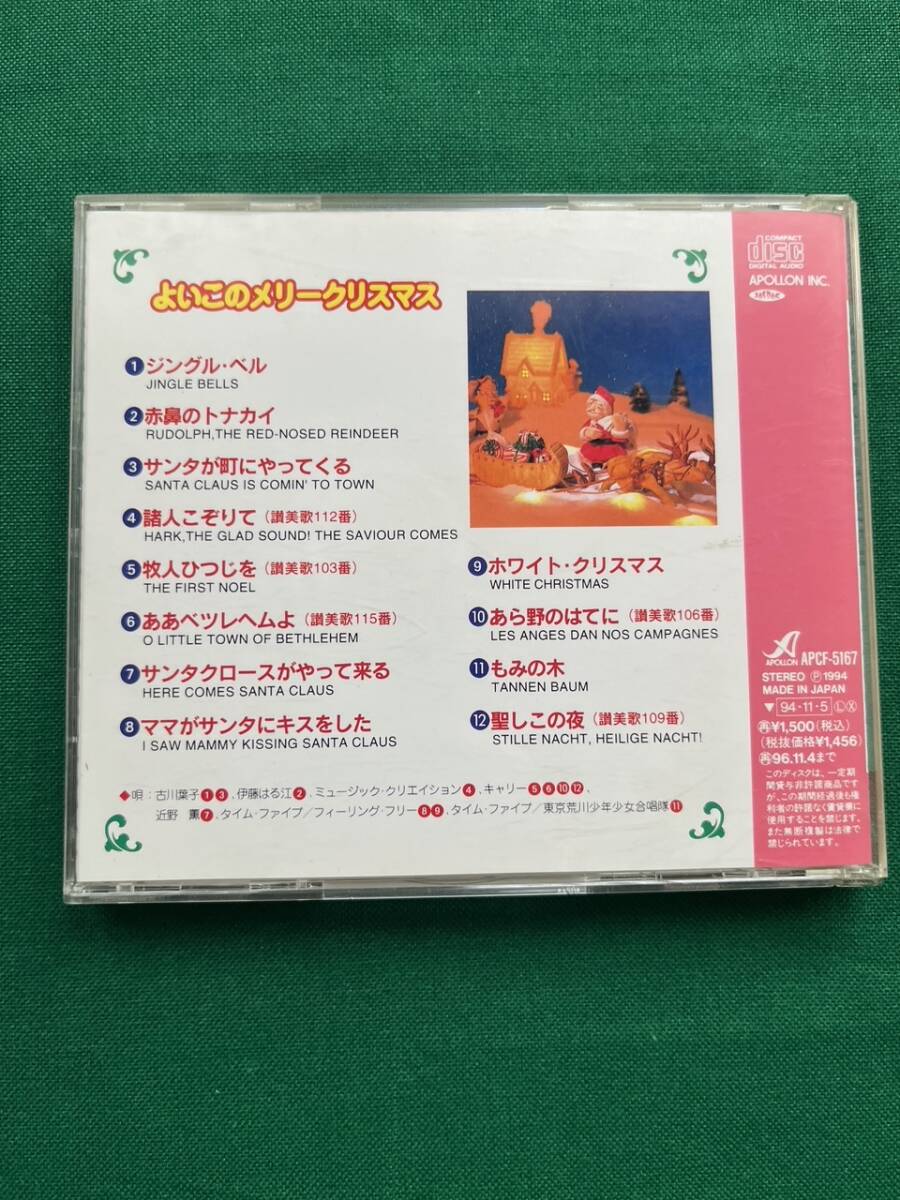 よいこのメリークリスマス
1 ジングル・ベル
JINGLE BELLS
2 赤鼻のトナカイ
RUDOLPH,THE RED-NOSED REINDEER
3 サンタが町にやってくる
SANTA CLAUS IS COMIN' TO TOWN
4 諸人こぞりて（讃美歌112番）
HARK,THE GLAD SOUND! THE SAVIOUR COMES
5 牧人ひつじを（讃美歌103番）
THE FIRST NOEL
6 ああベツレヘムよ（讃美歌115番）
O LITTLE TOWN OF BETHLEHEM
7 サンタクロースがやって来る
HERE COMES SANTA CLAUS
8 ママがサンタにキスをした
I SAW MAMMY KISSING SANTA CLAUS
9 ホワイト・クリスマス
WHITE CHRISTMAS
10 あら野のはてに（讃美歌106番）
LES ANGES DAN NOS CAMPAGNES
11 もみの木
TANNEN BAUM
12 聖しこの夜（讃美歌109番）
STILLE NACHT, HEILIGE NACHT!
◆唄：古川葉子1 3、伊藤はる江2、ミュージック・クリエイション4、キャリー5 6 10 12、
近野 薫7、タイム・ファイブ／フィーリング・フリー8 9、タイム・ファイブ／東京荒川少年少女合唱隊11
COMPACT
disc
DIGITAL AUDIO
APOLLON INC.
APOLLON APCF-5167
STEREO Ⓟ1994
MADE IN JAPAN
▼94-11-5ⓁⓍ
再¥1,500(税込)
(税抜価格¥1,456)
再96.11.4まで
このディスクは、一定期
間貸与非許諾商品です
が、この期間経過後も権
利者の許諾なく賃貸業に
使用することを禁じます。
また無断複製は法律で
禁じられています。